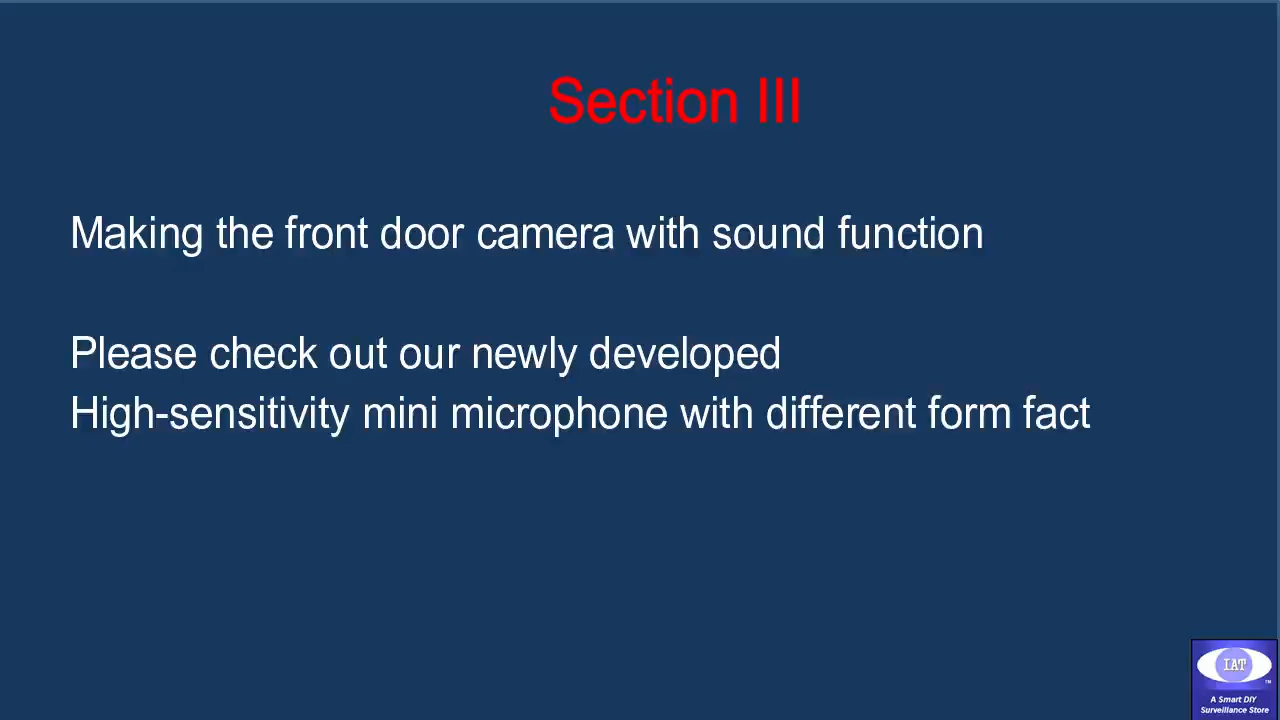 Section III
Making the front door camera with sound function
Please check out our newly developed
High-sensitivity mini microphone with different form fact
IAT
TM
A Smart DIY
Surveillance Store